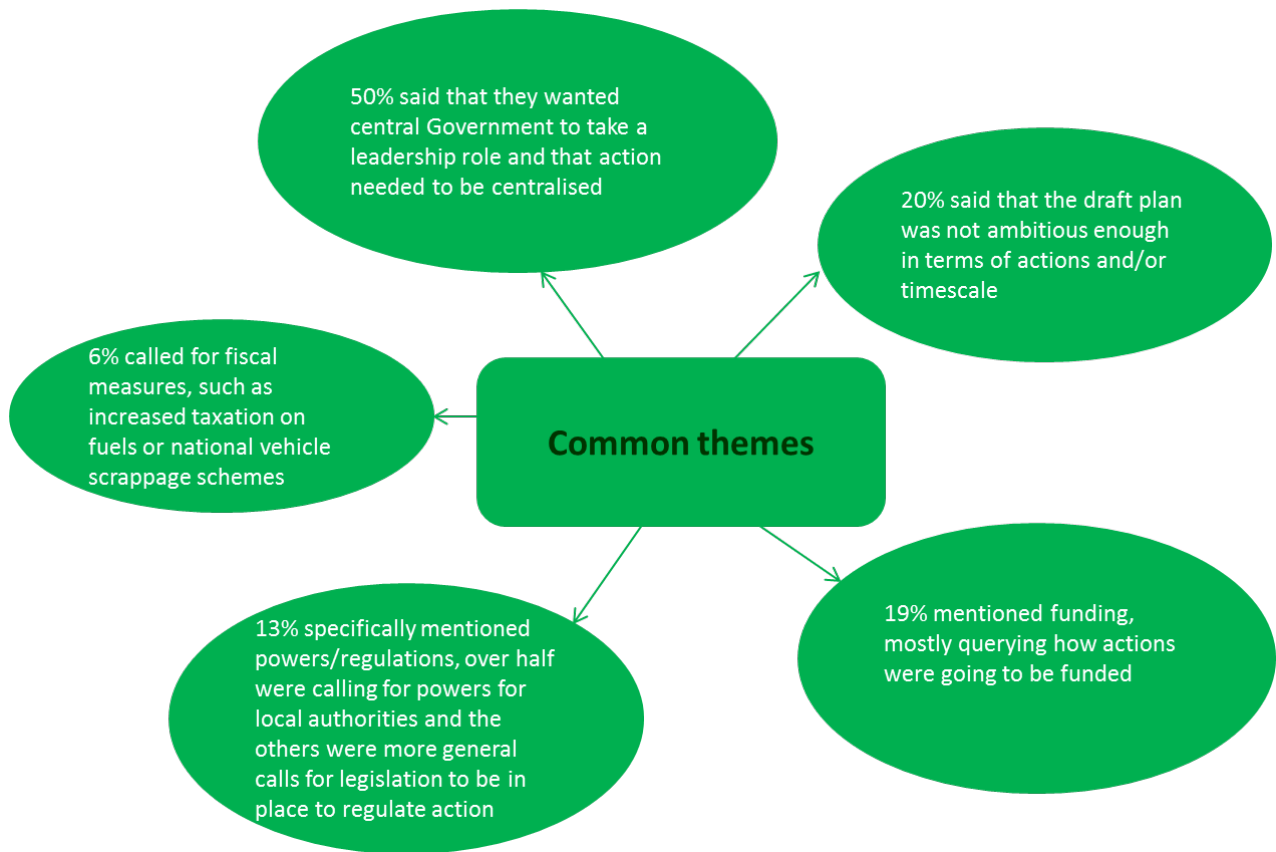 50% said that they wanted
central Government to take a
leadership role and that action
needed to be centralised
20% said that the draft plan
was not ambitious enough
in terms of actions and/or
timescale
6% called for fiscal
measures, such as
increased taxation on
fuels or national vehicle
scrappage schemes
Common themes
13% specifically mentioned
powers/regulations, over half
were calling for powers for
local authorities and the
others were more general
calls for legislation to be in
place to regulate action
19% mentioned funding,
mostly querying how actions
were going to be funded